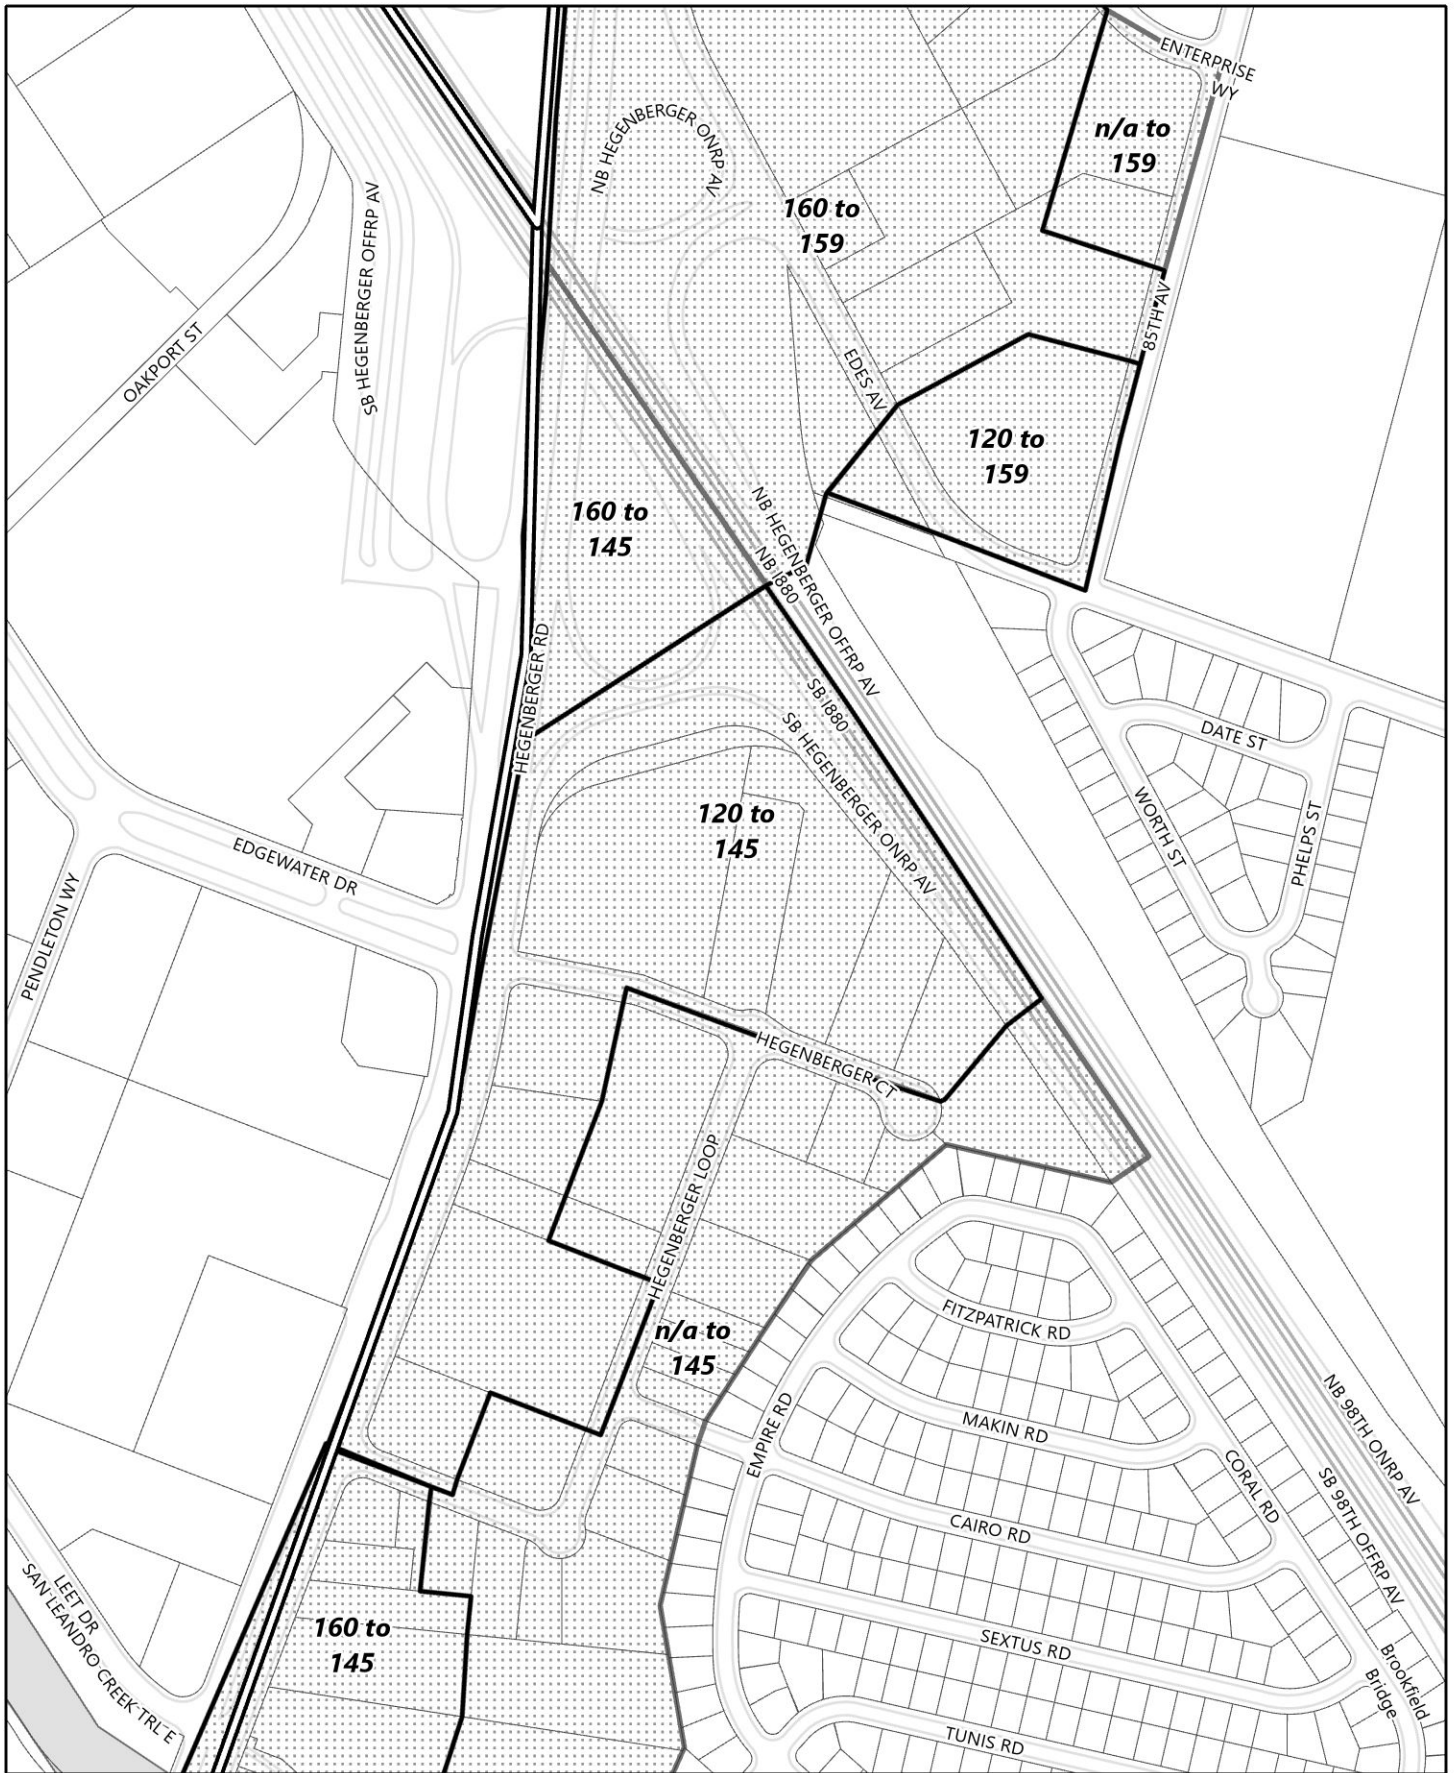 ENTERPRISE
WY
n/a to
159
NB HEGENBERGER ONRP AV
160 to
159
SB HEGENBERGER OFFRP AV
OAKPORT ST
85TH AV
EDES AV
120 to
159
160 to
145
NB HEGENBERGER OFFRP AV
NB I880
HEGENBERGER RD
SB I880
SB HEGENBERGER ONRP AV
DATE ST
WORTH ST
PHELPS ST
120 to
145
EDGEWATER DR
PENDLETON WY
HEGENBERGER CT
HEGENBERGER LOOP
n/a to
145
FITZPATRICK RD
EMPIRE RD
MAKIN RD
CORAL RD
NB 98TH ONRP AV
SB 98TH OFFRP AV
CAIRO RD
LEET DR
SAN LEANDRO CREEK TRL E
160 to
145
SEXTUS RD
Brookfield
Bridge
TUNIS RD